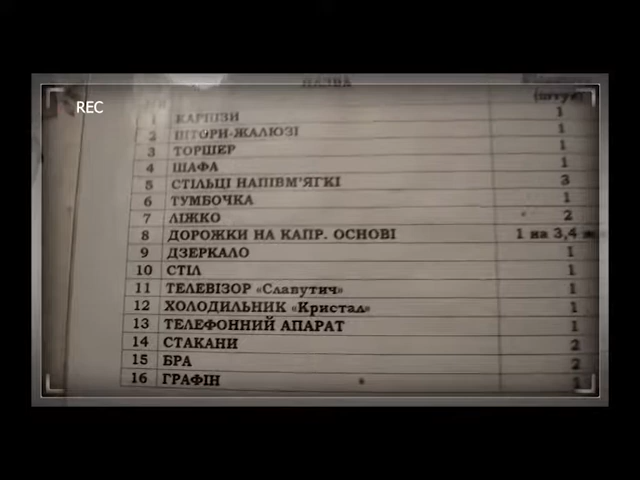 REC
НАЗВА
(штук)
1 КАРНІЗИ 1
2 ШТОРИ-ЖАЛЮЗІ 1
3 ТОРШЕР 1
4 ШАФА 1
5 СТІЛЬЦІ НАПІВМ'ЯГКІ 3
6 ТУМБОЧКА 1
7 ЛІЖКО 2
8 ДОРОЖКИ НА КАПР. ОСНОВІ 1 на 3,4 м
9 ДЗЕРКАЛО 1
10 СТІЛ 1
11 ТЕЛЕВІЗОР «Славутич» 1
12 ХОЛОДИЛЬНИК «Кристал» 1
13 ТЕЛЕФОННИЙ АПАРАТ 1
14 СТАКАНИ 2
15 БРА 2
16 ГРАФІН 1